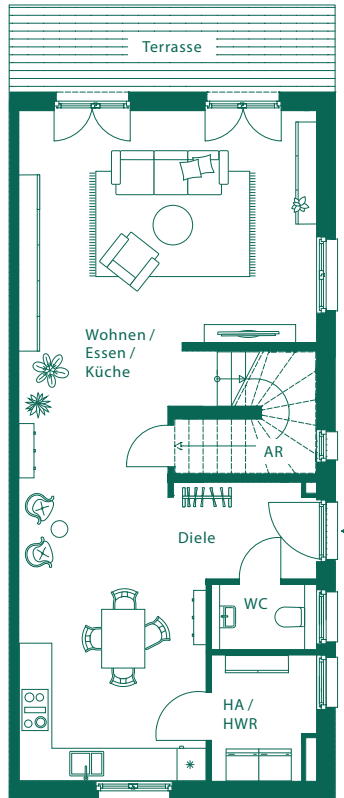 Terrasse
Wohnen /
Essen /
Küche
AR
Diele
WC
HA /
HWR